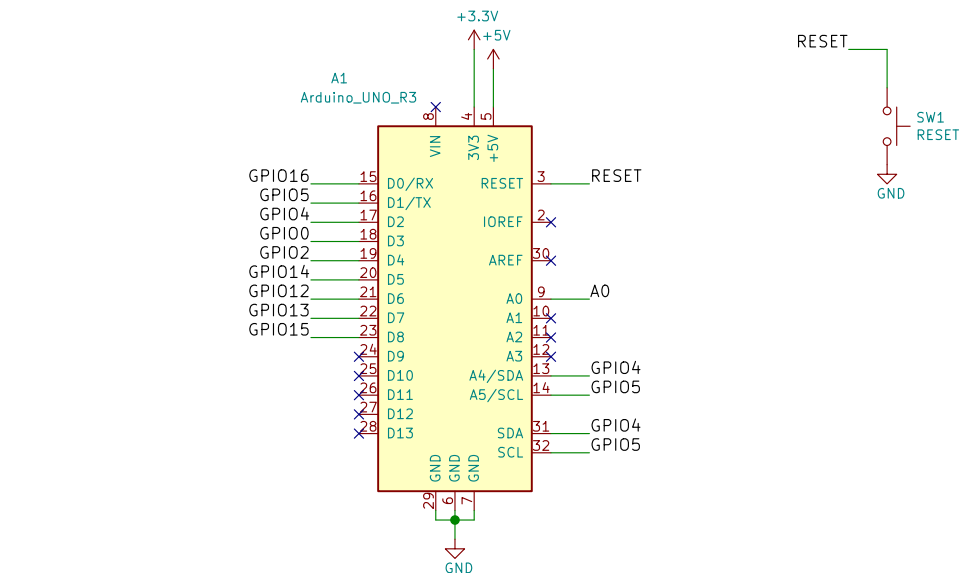 +3.3V
+5V
RESET
A1
Arduino_UNO_R3
8
4
5
SW1
RESET
VIN
3V3
+5V
GPIO16 15 D0/RX
RESET 3 RESET
GND
GPIO5 16 D1/TX
GPIO4 17 D2
IOREF 2
GPIO0 18 D3
GPIO2 19 D4
AREF 30
GPIO14 20 D5
GPIO12 21 D6
A0 9 A0
GPIO13 22 D7
A1 10
GPIO15 23 D8
A2 11
24 D9
A3 12
25 D10
A4/SDA 13 GPIO4
26 D11
A5/SCL 14 GPIO5
27 D12
28 D13
SDA 31 GPIO4
SCL 32 GPIO5
GND
GND
GND
29
6
7
GND